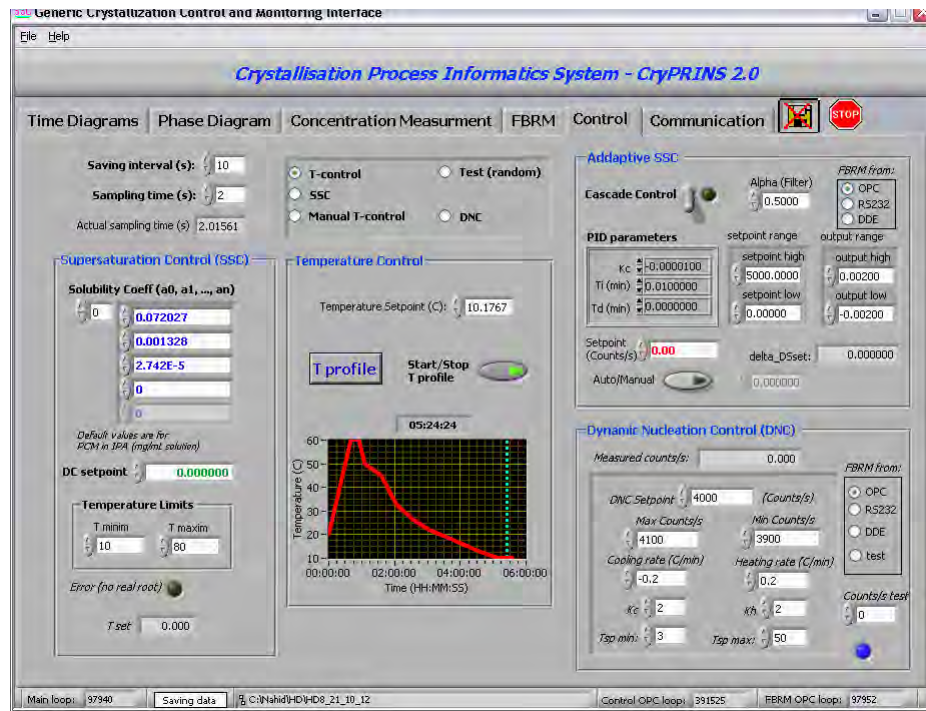 Generic Crystallization Control and Monitoring Interface
File Help
Crystallisation Process Informatics System - CryPRINS 2.0
Time Diagrams Phase Diagram Concentration Measurment FBRM Control Communication STOP
Saving interval (s): 10
Sampling time (s): 2
Actual sampling time (s) 2.01561
T-control Test (random)
SSC
Manual T-control DNC
Supersaturation Control (SSC)
Solubility Coeff (a0, a1, ..., an)
0 0.072027
0.001328
2.742E-5
0
0
Default values are for
PCM in IPA (mg/mL solution)
DC setpoint 0.000000
Temperature Limits
T minim T maxim
10 80
Error (no real root)
T set 0.000
Temperature Control
Temperature Setpoint (C): 10.1767
T profile Start/Stop
T profile
05:24:24
Temperature (C)
60
50
40
30
20
10
00:00:00 02:00:00 04:00:00 06:00:00
Time (HH:MM:SS)
Addaptive SSC
Cascade Control
Alpha (Filter)
0.5000
FBRM from:
OPC
RS232
DDE
PID parameters
Kc -0.0000100
Ti (min) 0.0100000
Td (min) 0.0000000
setpoint range
setpoint high
5000.0000
setpoint low
0.00000
output range
output high
0.00200
output low
-0.00200
Setpoint
(Counts/s) 0.00
delta_DSset: 0.000000
Auto/Manual 0.000000
Dynamic Nucleation Control (DNC)
Measured counts/s: 0.000
FBRM from:
OPC
RS232
DDE
test
DNC Setpoint 4000 (Counts/s)
Max Counts/s Min Counts/s
4100 3900
Cooling rate (C/min) Heating rate (C/min)
-0.2 0.2
Kc 2 Kh 2
Counts/s test
0
Tsp min: 3 Tsp max: 50
Main loop: 97940 Saving data C:\Nahid\HD\HD8_21_10_12 Control OPC loop: 391525 FBRM OPC loop: 97952